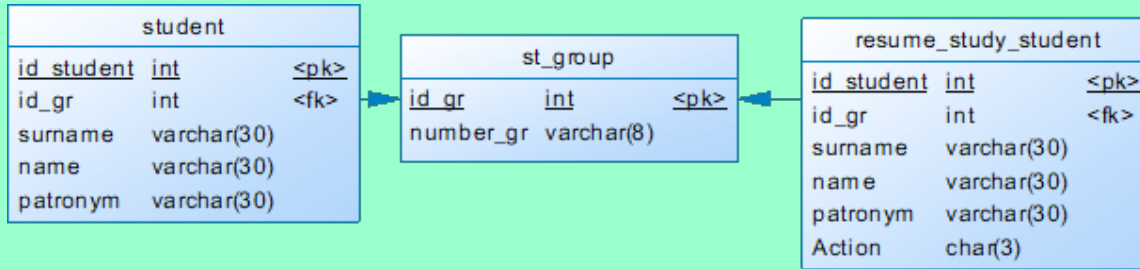 student
id_student int <pk>
id_gr int <fk>
surname varchar(30)
name varchar(30)
patronym varchar(30)
st_group
id_gr int <pk>
number_gr varchar(8)
resume_study_student
id_student int <pk>
id_gr int <fk>
surname varchar(30)
name varchar(30)
patronym varchar(30)
Action char(3)